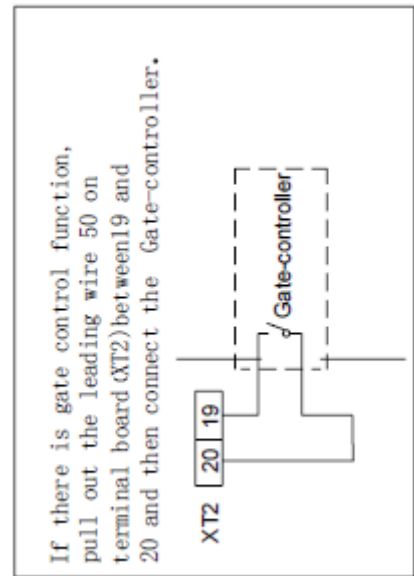 If there is gate control function,
pull out the leading wire 50 on
terminal board(XT2)between19 and
20 and then connect the Gate-controller.
XT2
20 19
Gate-controller